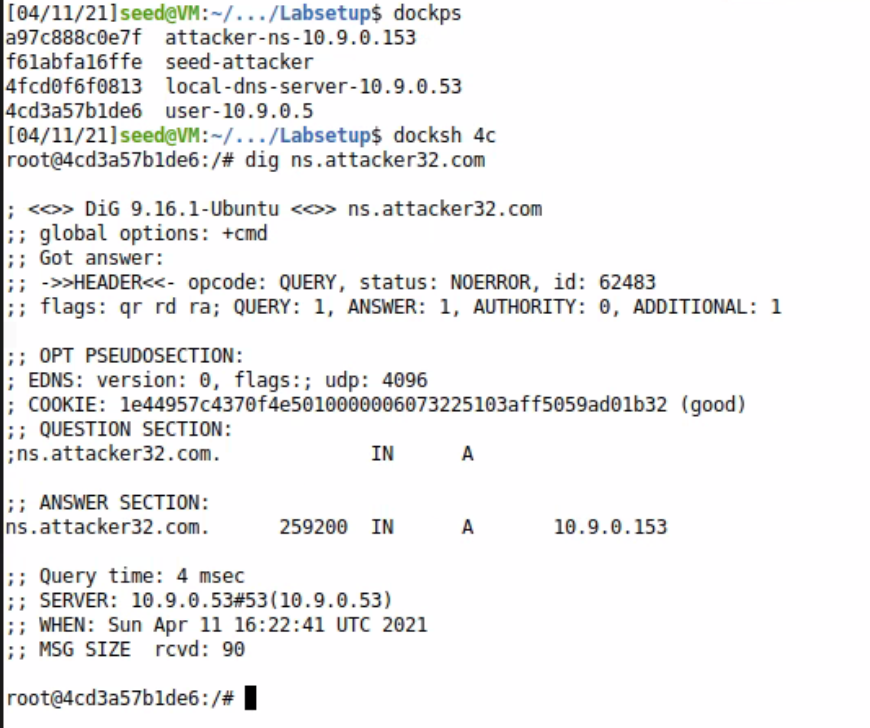 [04/11/21]seed@VM:~/.../Labsetup$ dockps
a97c888c0e7f  attacker-ns-10.9.0.153
f61abfa16ffe  seed-attacker
4fcd0f6f0813  local-dns-server-10.9.0.53
4cd3a57b1de6  user-10.9.0.5
[04/11/21]seed@VM:~/.../Labsetup$ docksh 4c
root@4cd3a57b1de6:/# dig ns.attacker32.com

; <<>> DiG 9.16.1-Ubuntu <<>> ns.attacker32.com
;; global options: +cmd
;; Got answer:
;; ->>HEADER<<- opcode: QUERY, status: NOERROR, id: 62483
;; flags: qr rd ra; QUERY: 1, ANSWER: 1, AUTHORITY: 0, ADDITIONAL: 1

;; OPT PSEUDOSECTION:
; EDNS: version: 0, flags:; udp: 4096
; COOKIE: 1e44957c4370f4e5010000006073225103aff5059ad01b32 (good)
;; QUESTION SECTION:
;ns.attacker32.com.		IN	A

;; ANSWER SECTION:
ns.attacker32.com.	259200	IN	A	10.9.0.153

;; Query time: 4 msec
;; SERVER: 10.9.0.53#53(10.9.0.53)
;; WHEN: Sun Apr 11 16:22:41 UTC 2021
;; MSG SIZE  rcvd: 90

root@4cd3a57b1de6:/#